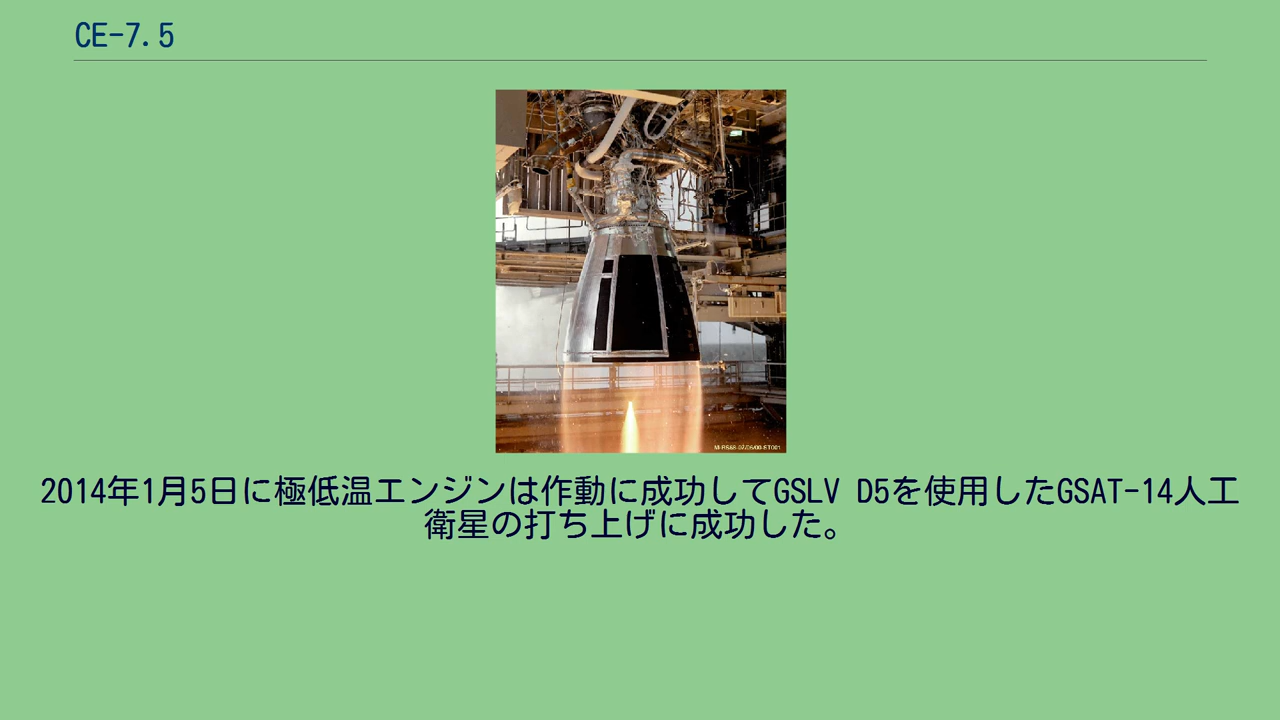 CE-7.5
2014年1月5日に極低温エンジンは作動に成功してGSLV D5を使用したGSAT-14人工
衛星の打ち上げに成功した。